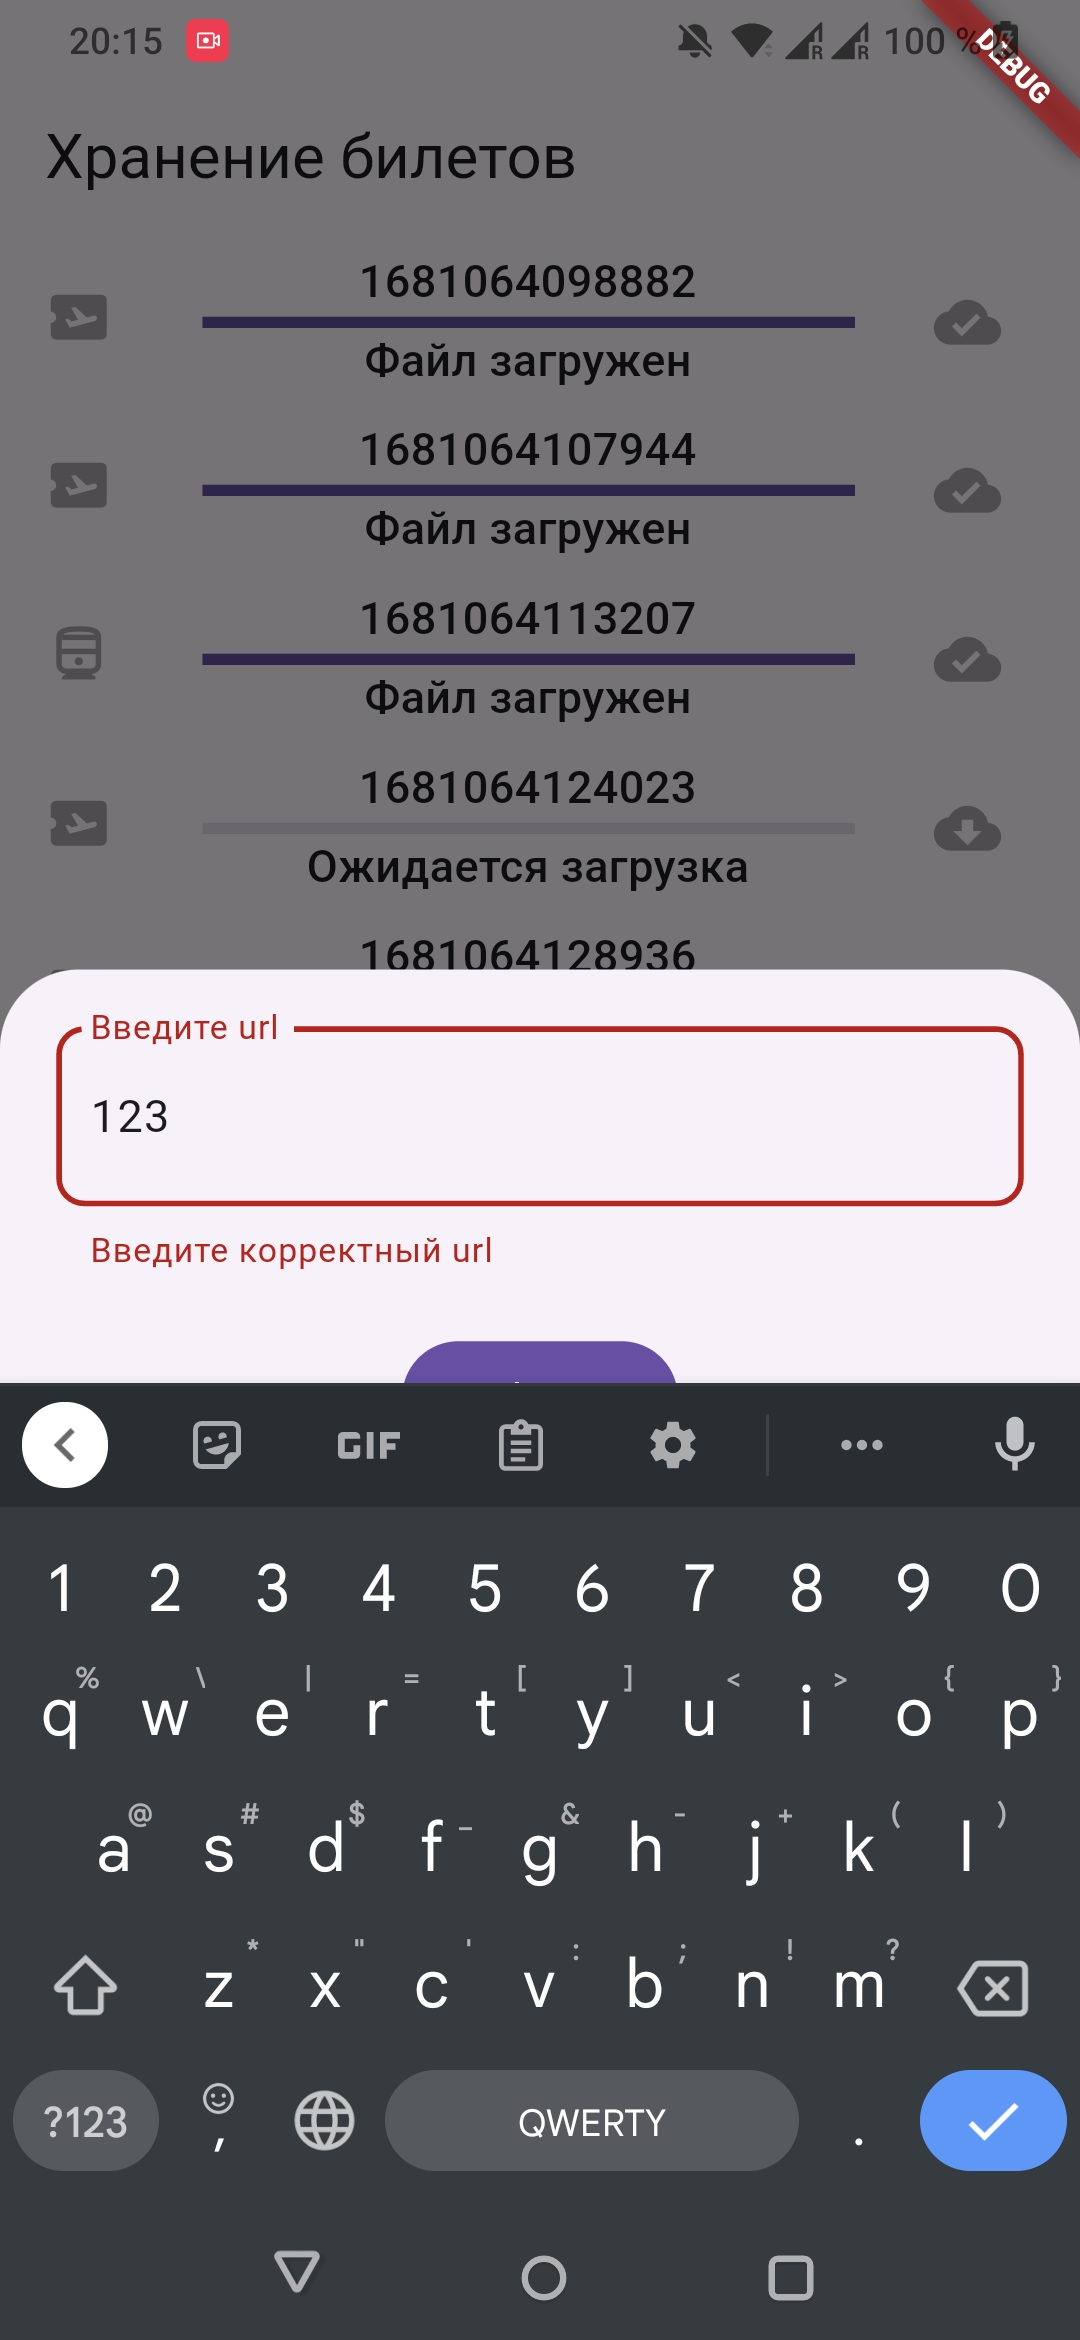 20:15
100 %
DEBUG
Хранение билетов
1681064098882
Файл загружен
1681064107944
Файл загружен
1681064113207
Файл загружен
1681064124023
Ожидается загрузка
1681064128936
Введите url
123
Введите корректный url
GIF
1 2 3 4 5 6 7 8 9 0
% \ | = [ ] < > { }
q w e r t y u i o p
@ # $ _ & - + ( )
a s d f g h j k l
* " ' : ; ! ?
z x c v b n m
?123 , QWERTY .